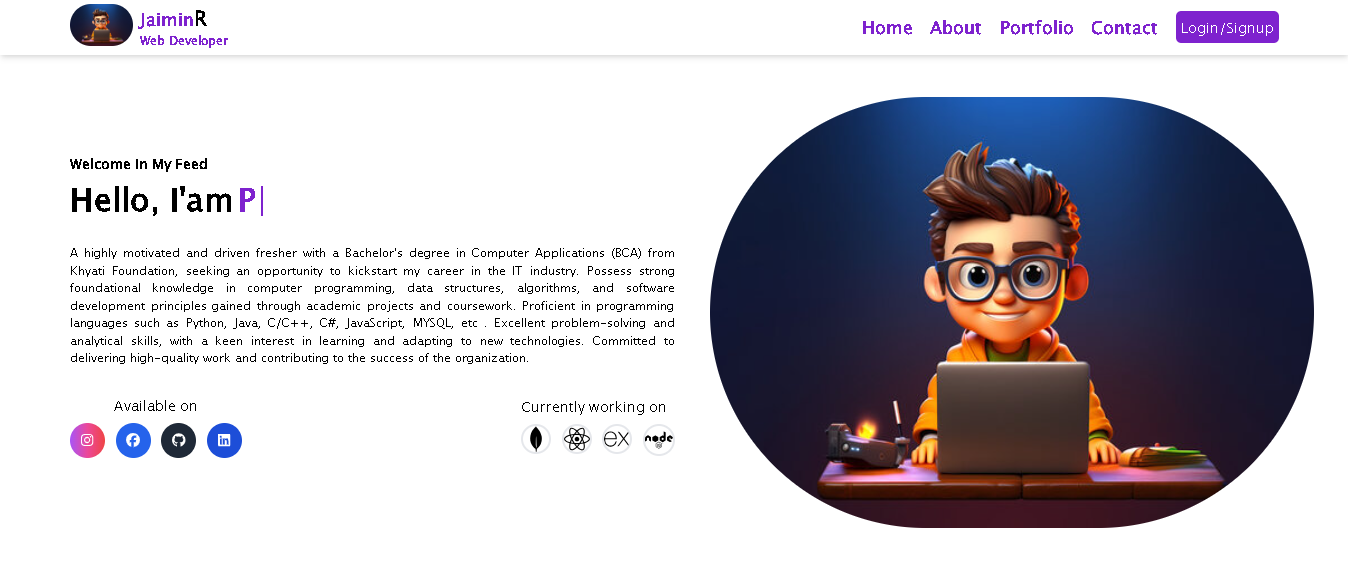 JaiminR
Web Developer
Home About Portfolio Contact Login/Signup
Welcome In My Feed
Hello, I'am P|
A highly motivated and driven fresher with a Bachelor's degree in Computer Applications (BCA) from
Khyati Foundation, seeking an opportunity to kickstart my career in the IT industry. Possess strong
foundational knowledge in computer programming, data structures, algorithms, and software
development principles gained through academic projects and coursework. Proficient in programming
languages such as Python, Java, C/C++, C#, JavaScript, MYSQL, etc . Excellent problem-solving and
analytical skills, with a keen interest in learning and adapting to new technologies. Committed to
delivering high-quality work and contributing to the success of the organization.
Available on
Currently working on
ex
node